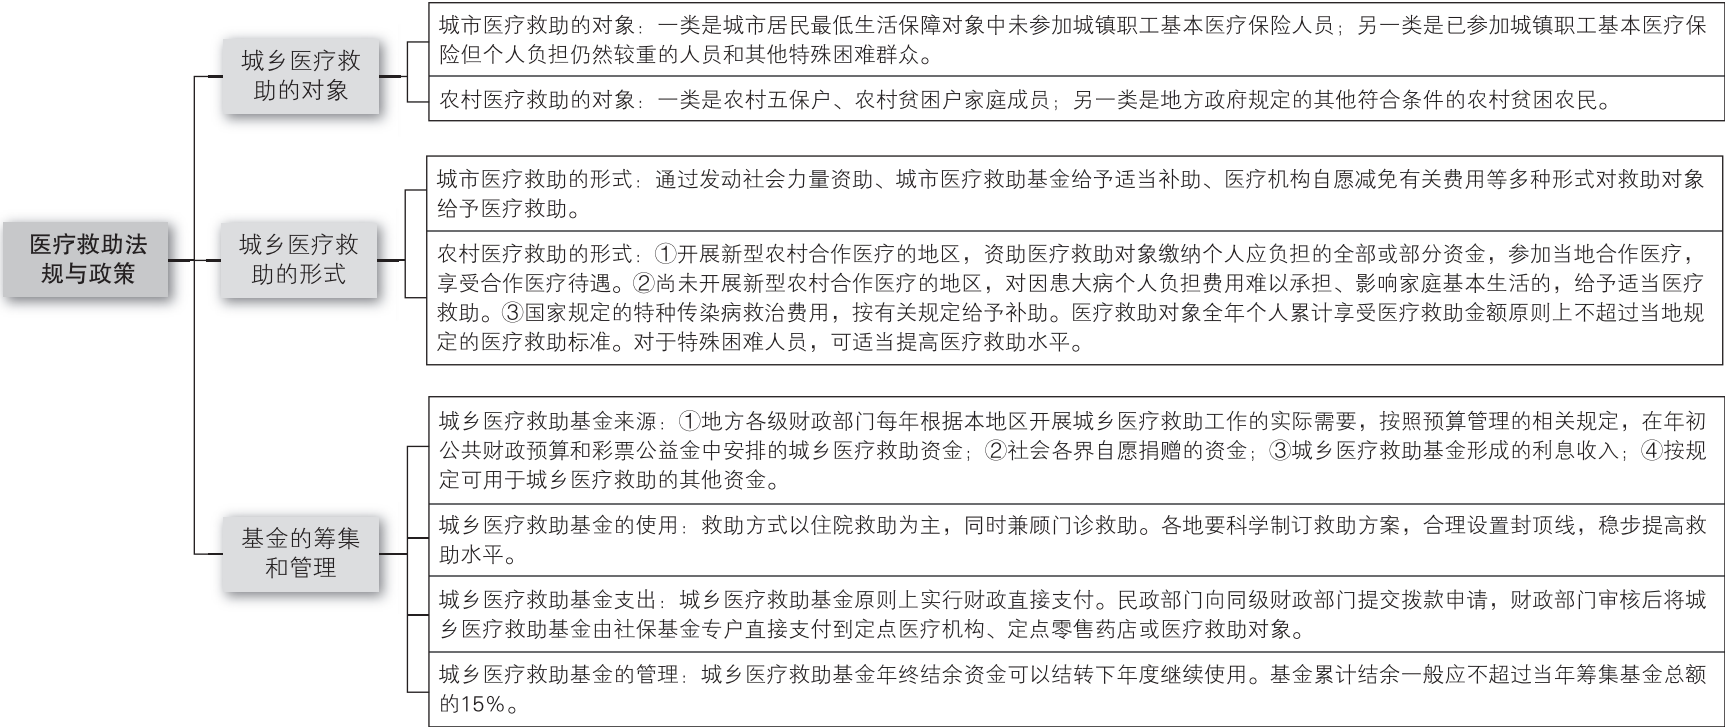 医疗救助法
规与政策
城乡医疗救
助的对象
城市医疗救助的对象：一类是城市居民最低生活保障对象中未参加城镇职工基本医疗保险人员；另一类是已参加城镇职工基本医疗保
险但个人负担仍然较重的人员和其他特殊困难群众。
农村医疗救助的对象：一类是农村五保户、农村贫困户家庭成员；另一类是地方政府规定的其他符合条件的农村贫困农民。
城乡医疗救
助的形式
城市医疗救助的形式：通过发动社会力量资助、城市医疗救助基金给予适当补助、医疗机构自愿减免有关费用等多种形式对救助对象
给予医疗救助。
农村医疗救助的形式：①开展新型农村合作医疗的地区，资助医疗救助对象缴纳个人应负担的全部或部分资金，参加当地合作医疗，
享受合作医疗待遇。②尚未开展新型农村合作医疗的地区，对因患大病个人负担费用难以承担、影响家庭基本生活的，给予适当医疗
救助。③国家规定的特种传染病救治费用，按有关规定给予补助。医疗救助对象全年个人累计享受医疗救助金额原则上不超过当地规
定的医疗救助标准。对于特殊困难人员，可适当提高医疗救助水平。
基金的筹集
和管理
城乡医疗救助基金来源：①地方各级财政部门每年根据本地区开展城乡医疗救助工作的实际需要，按照预算管理的相关规定，在年初
公共财政预算和彩票公益金中安排的城乡医疗救助资金；②社会各界自愿捐赠的资金；③城乡医疗救助基金形成的利息收入；④按规
定可用于城乡医疗救助的其他资金。
城乡医疗救助基金的使用：救助方式以住院救助为主，同时兼顾门诊救助。各地要科学制订救助方案，合理设置封顶线，稳步提高救
助水平。
城乡医疗救助基金支出：城乡医疗救助基金原则上实行财政直接支付。民政部门向同级财政部门提交拨款申请，财政部门审核后将城
乡医疗救助基金由社保基金专户直接支付到定点医疗机构、定点零售药店或医疗救助对象。
城乡医疗救助基金的管理：城乡医疗救助基金年终结余资金可以结转下年度继续使用。基金累计结余一般应不超过当年筹集基金总额
的15%。